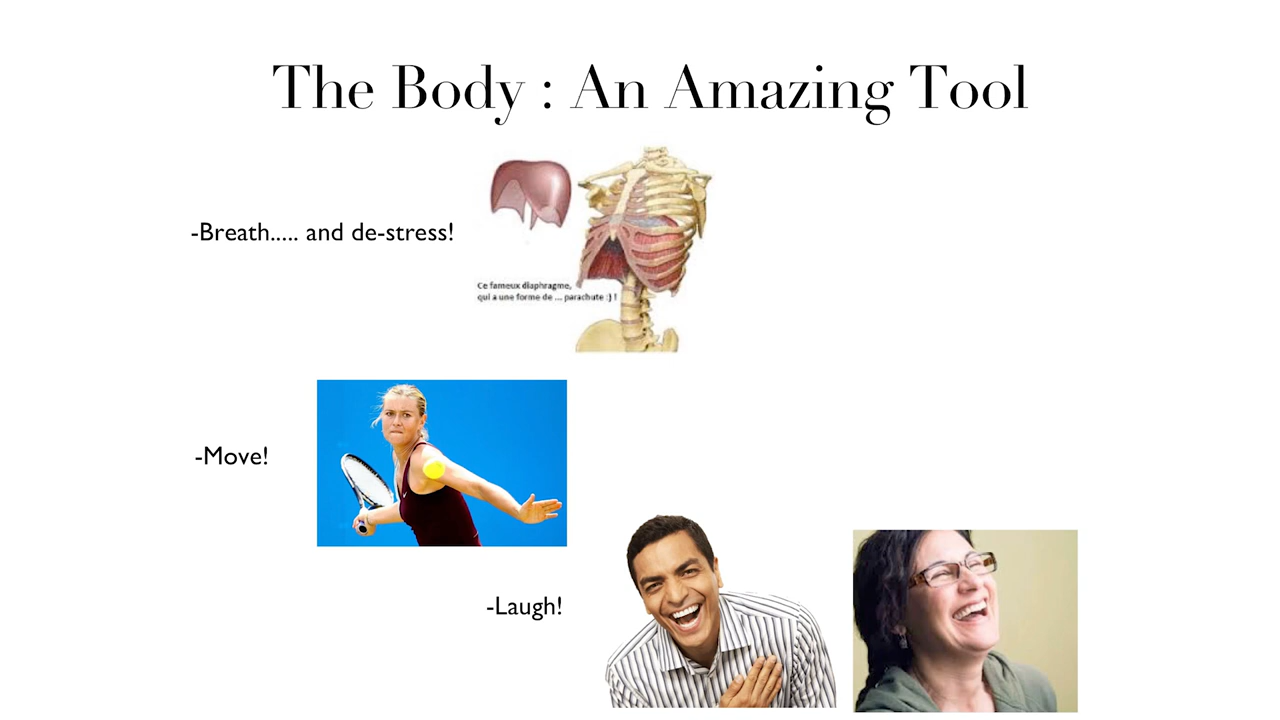 The Body : An Amazing Tool
-Breath..... and de-stress!
Ce fameux diaphragme,
qui a une forme de ... parachute :) !
-Move!
-Laugh!